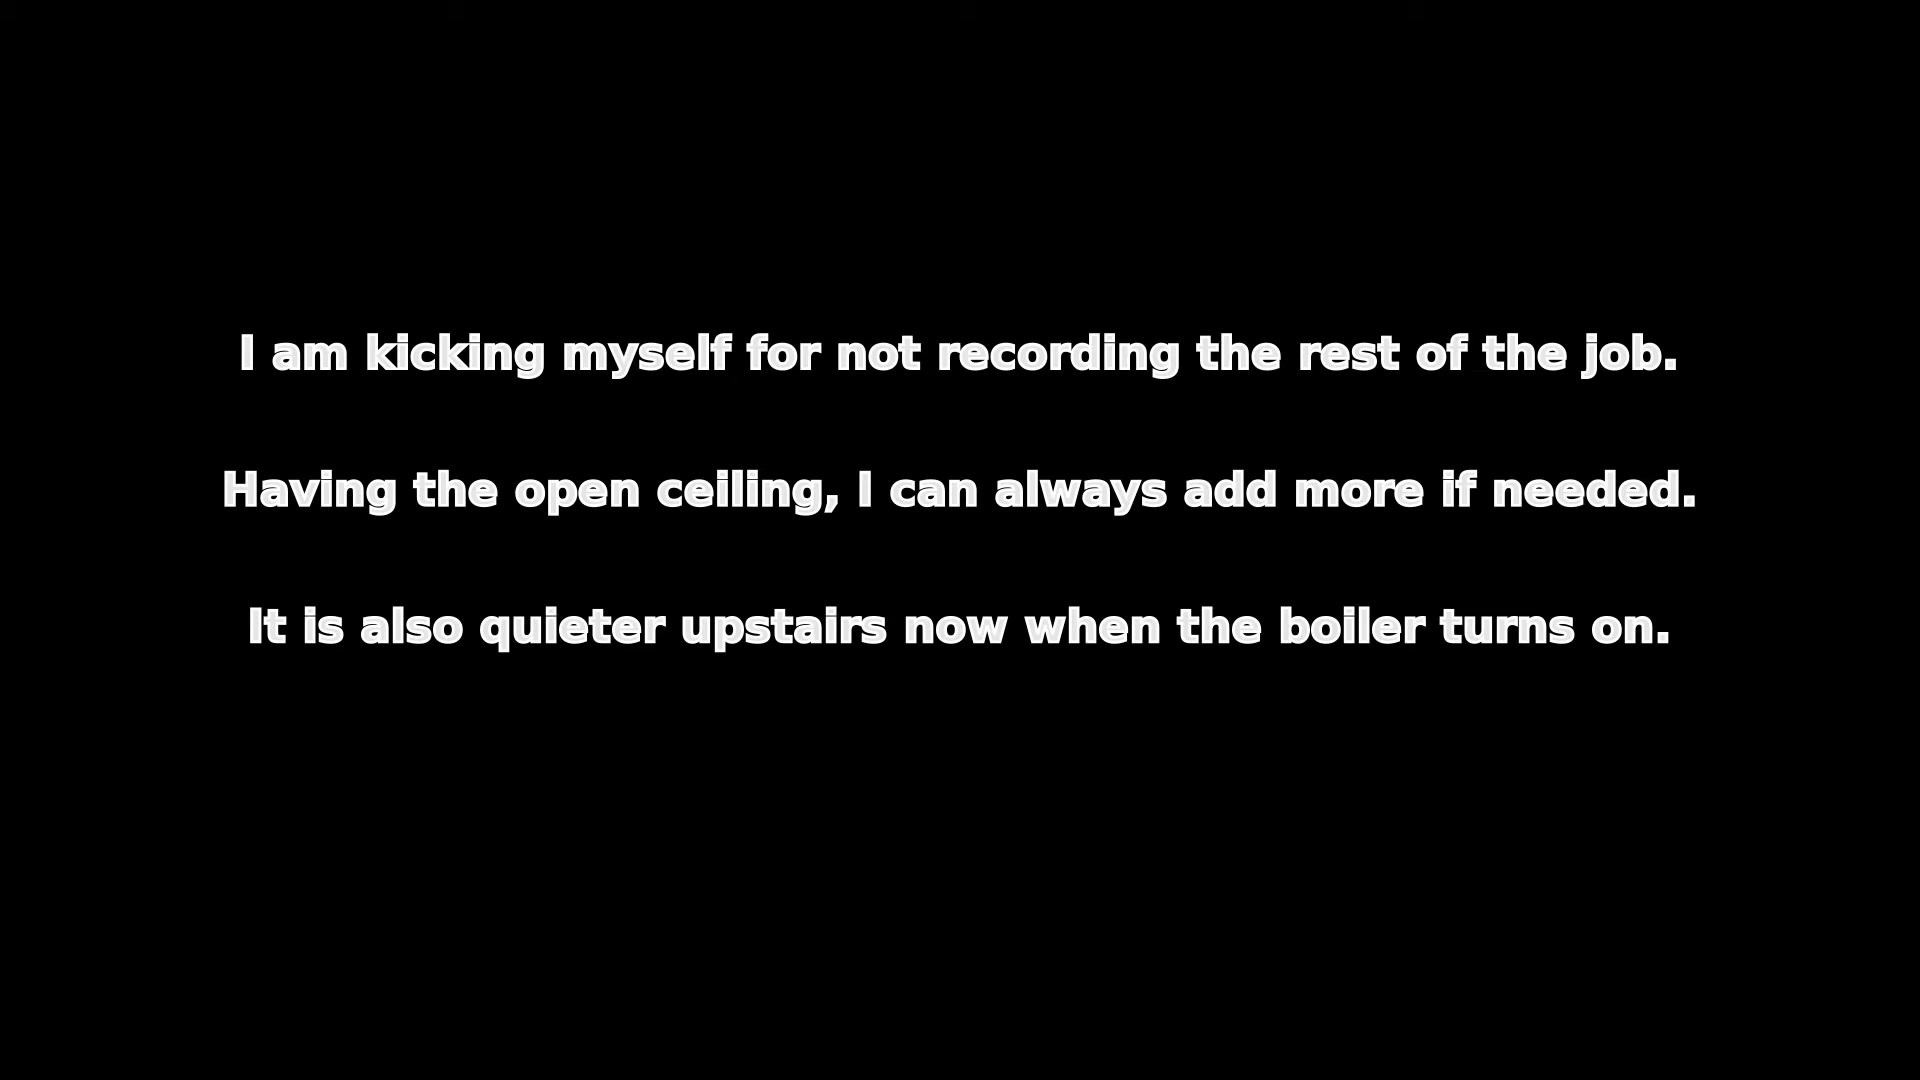 I am kicking myself for not recording the rest of the job.
Having the open ceiling, I can always add more if needed.
It is also quieter upstairs now when the boiler turns on.